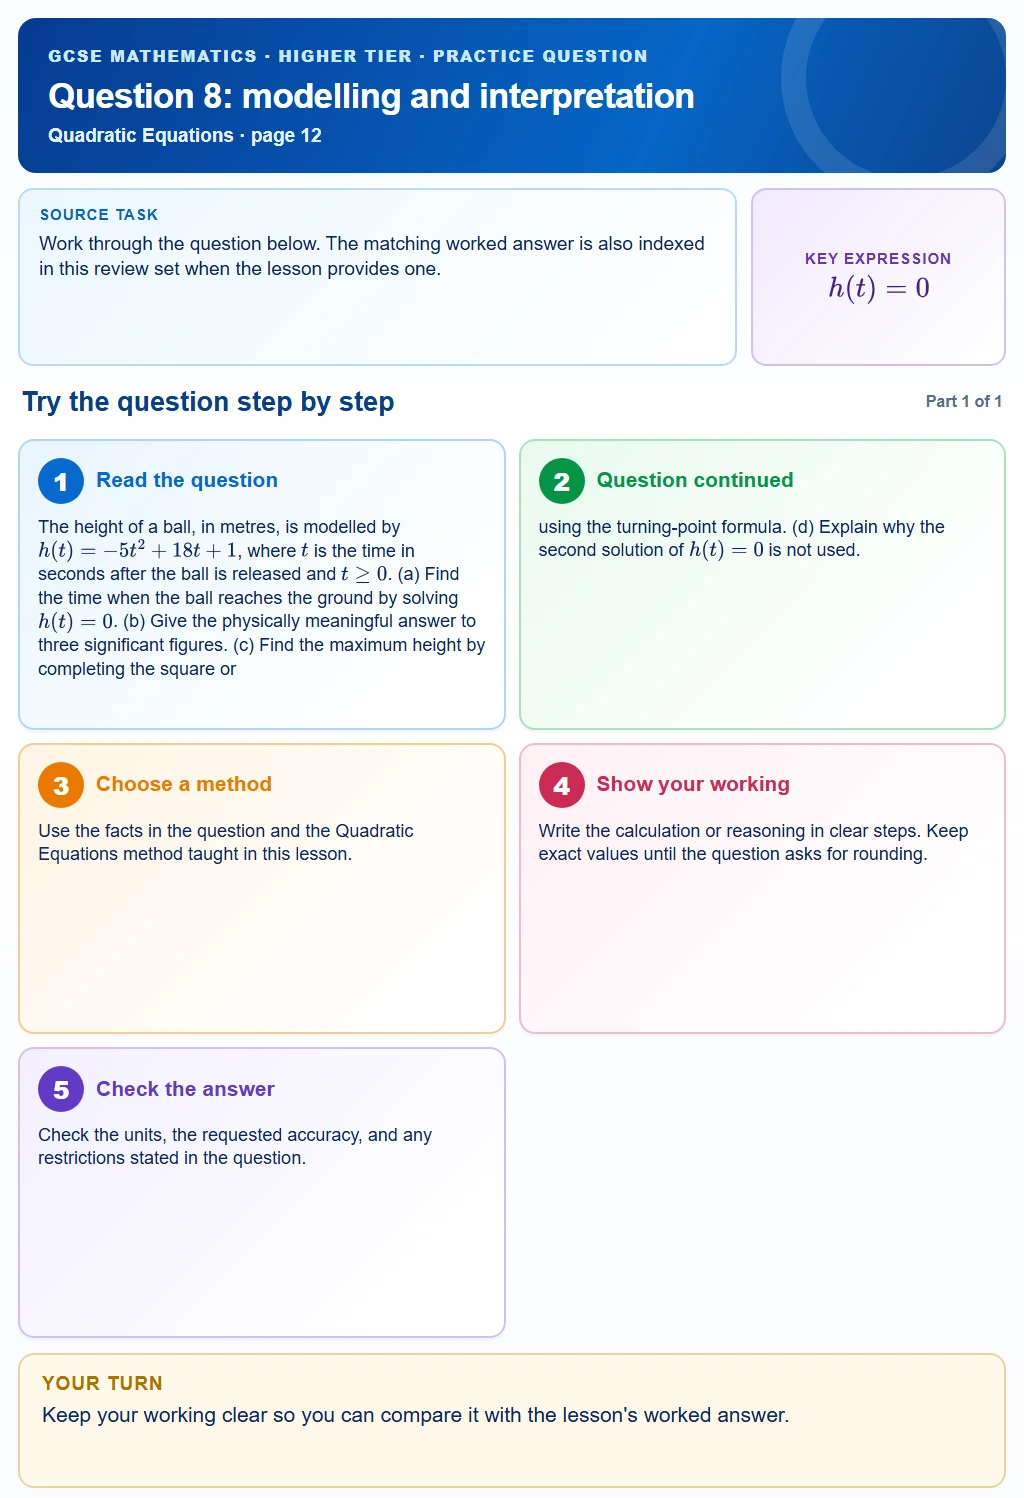 GCSE MATHEMATICS · HIGHER TIER · PRACTICE QUESTION
Question 8: modelling and interpretation
Quadratic Equations · page 12
SOURCE TASK
Work through the question below. The matching worked answer is also indexed
in this review set when the lesson provides one.
KEY EXPRESSION
h(t) = 0
Try the question step by step
Part 1 of 1
1 Read the question
The height of a ball, in metres, is modelled by
h(t) = −5t² + 18t + 1, where t is the time in
seconds after the ball is released and t ≥ 0. (a) Find
the time when the ball reaches the ground by solving
h(t) = 0. (b) Give the physically meaningful answer to
three significant figures. (c) Find the maximum height by
completing the square or
2 Question continued
using the turning-point formula. (d) Explain why the
second solution of h(t) = 0 is not used.
3 Choose a method
Use the facts in the question and the Quadratic
Equations method taught in this lesson.
4 Show your working
Write the calculation or reasoning in clear steps. Keep
exact values until the question asks for rounding.
5 Check the answer
Check the units, the requested accuracy, and any
restrictions stated in the question.
YOUR TURN
Keep your working clear so you can compare it with the lesson's worked answer.